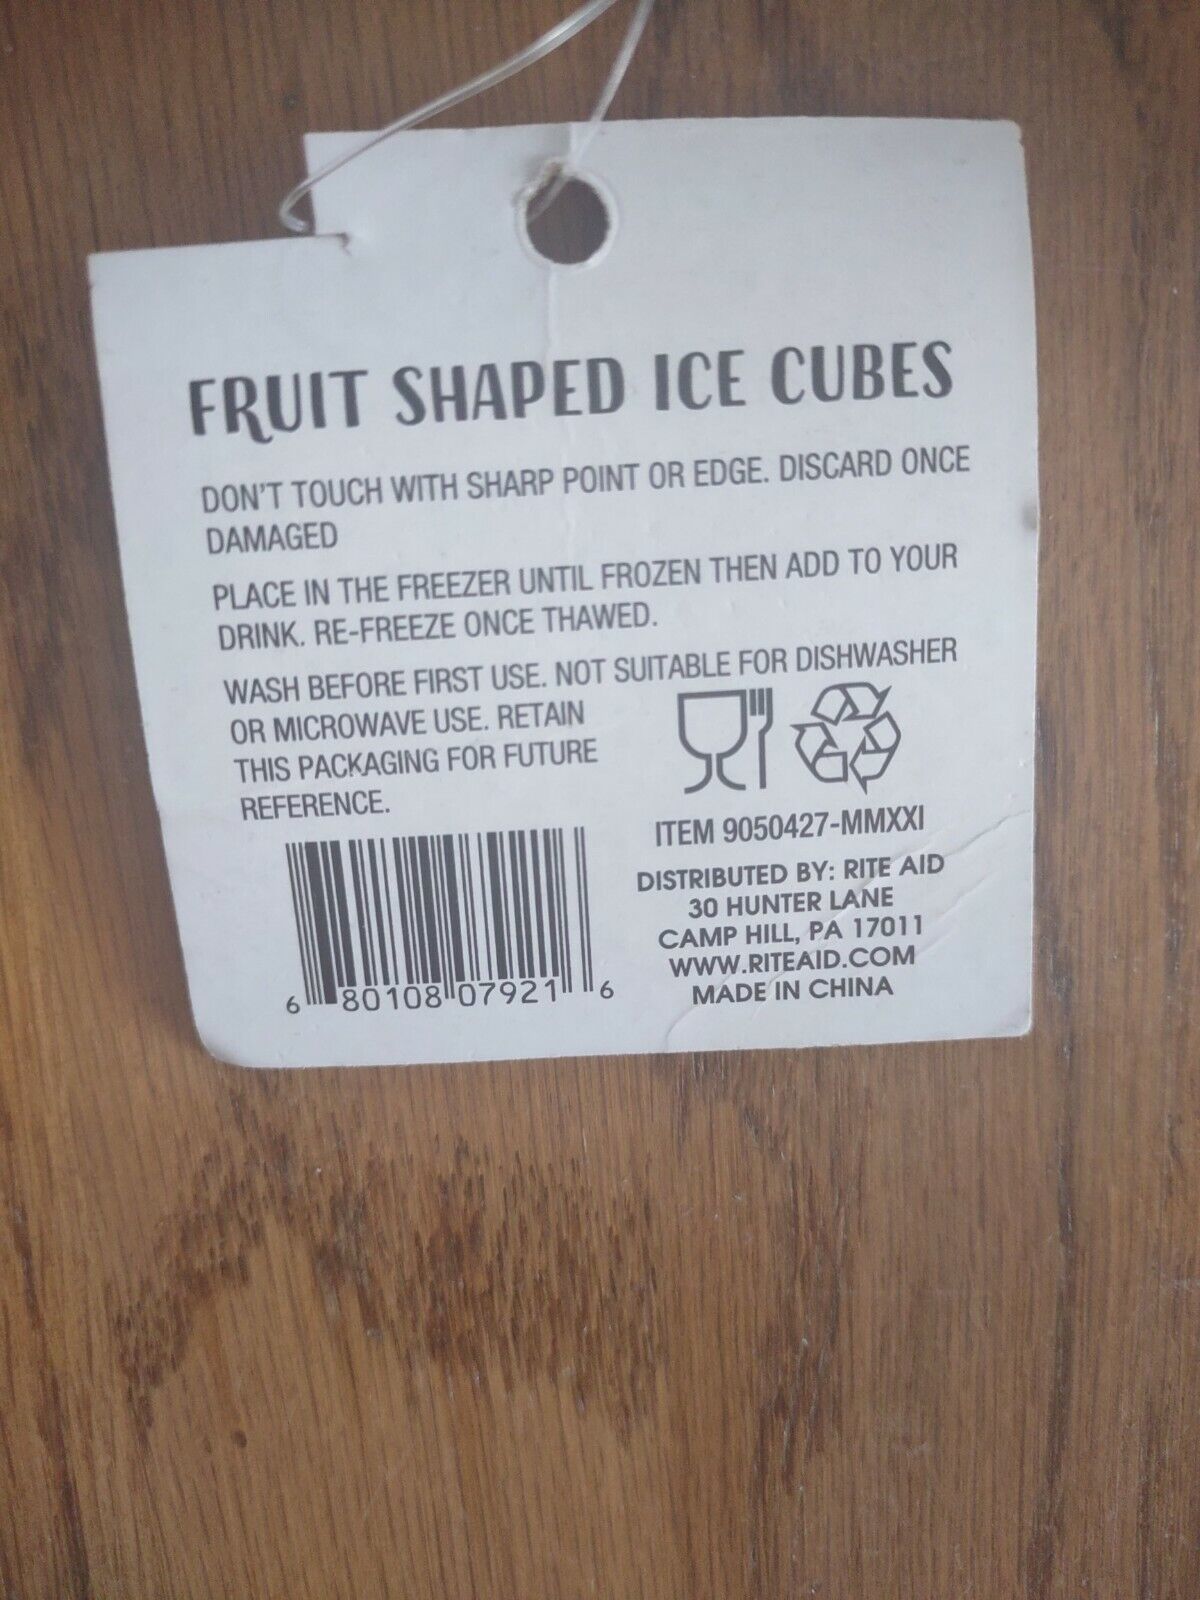 FRUIT SHAPED ICE CUBES
DON'T TOUCH WITH SHARP POINT OR EDGE. DISCARD ONCE
DAMAGED
PLACE IN THE FREEZER UNTIL FROZEN THEN ADD TO YOUR
DRINK. RE-FREEZE ONCE THAWED.
WASH BEFORE FIRST USE. NOT SUITABLE FOR DISHWASHER
OR MICROWAVE USE. RETAIN
THIS PACKAGING FOR FUTURE
REFERENCE.
ITEM 9050427-MMXXI
DISTRIBUTED BY: RITE AID
30 HUNTER LANE
CAMP HILL, PA 17011
WWW.RITEAID.COM
MADE IN CHINA
6 80108 07921 6